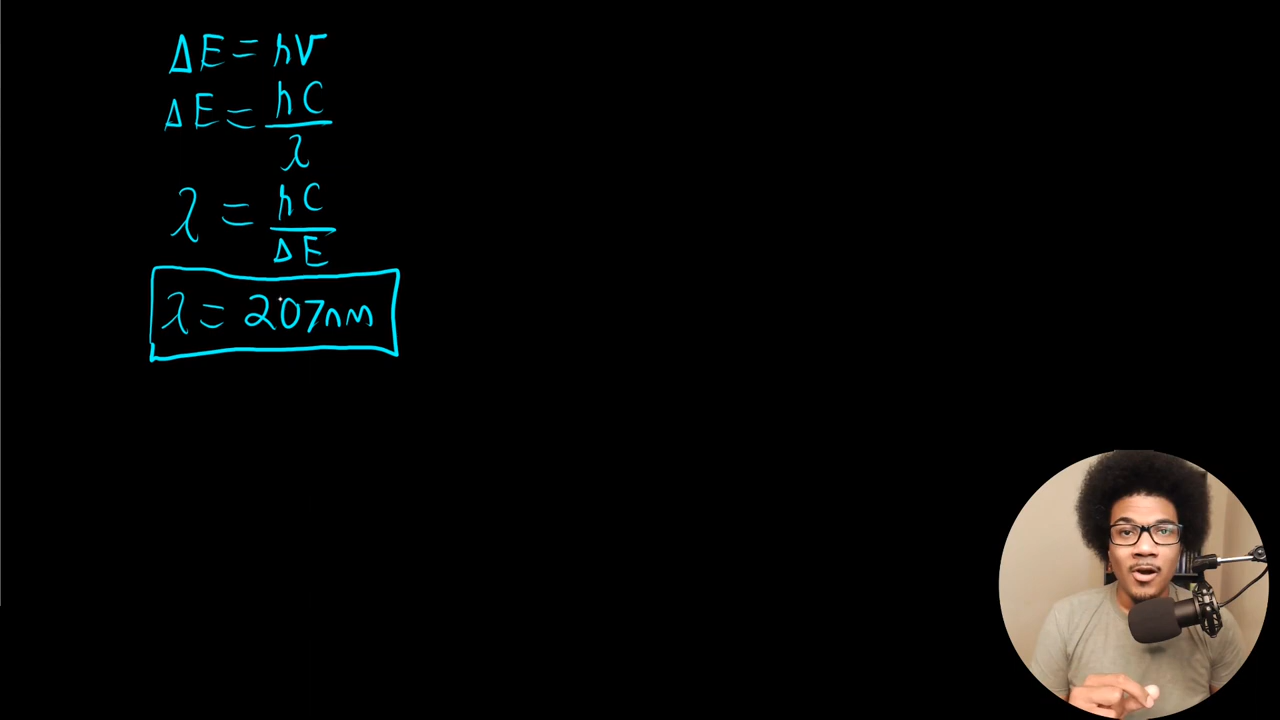 ΔE = hν
ΔE = hC/λ
λ = hC/ΔE
λ = 207nm